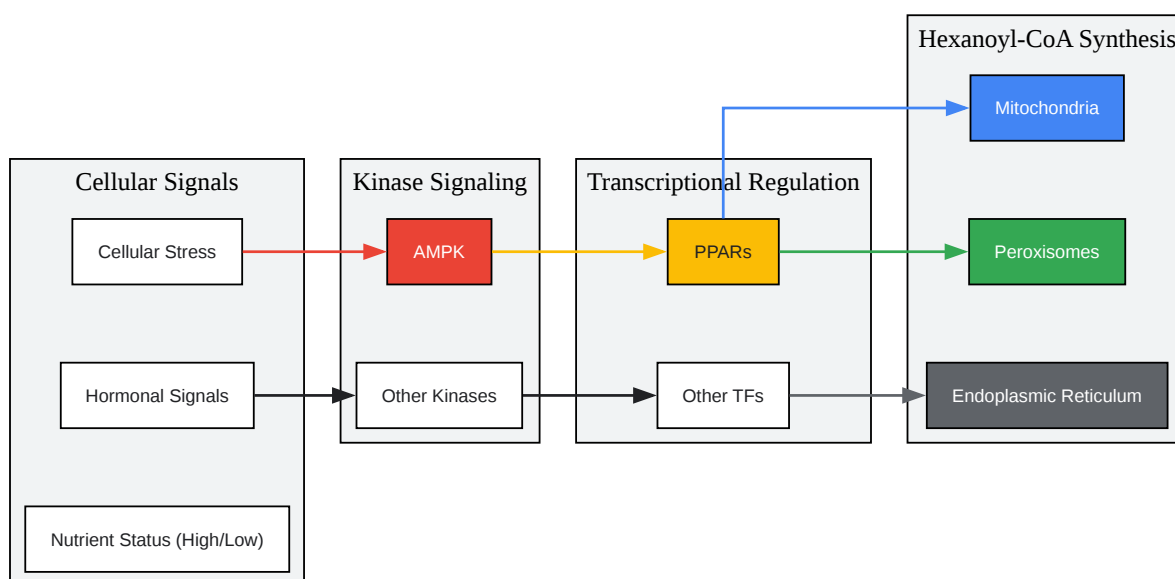 Hexanoyl-CoA Synthesis
Mitochondria
Cellular Signals
Kinase Signaling
Transcriptional Regulation
Cellular Stress
AMPK
PPARs
Peroxisomes
Hormonal Signals
Other Kinases
Other TFs
Endoplasmic Reticulum
Nutrient Status (High/Low)